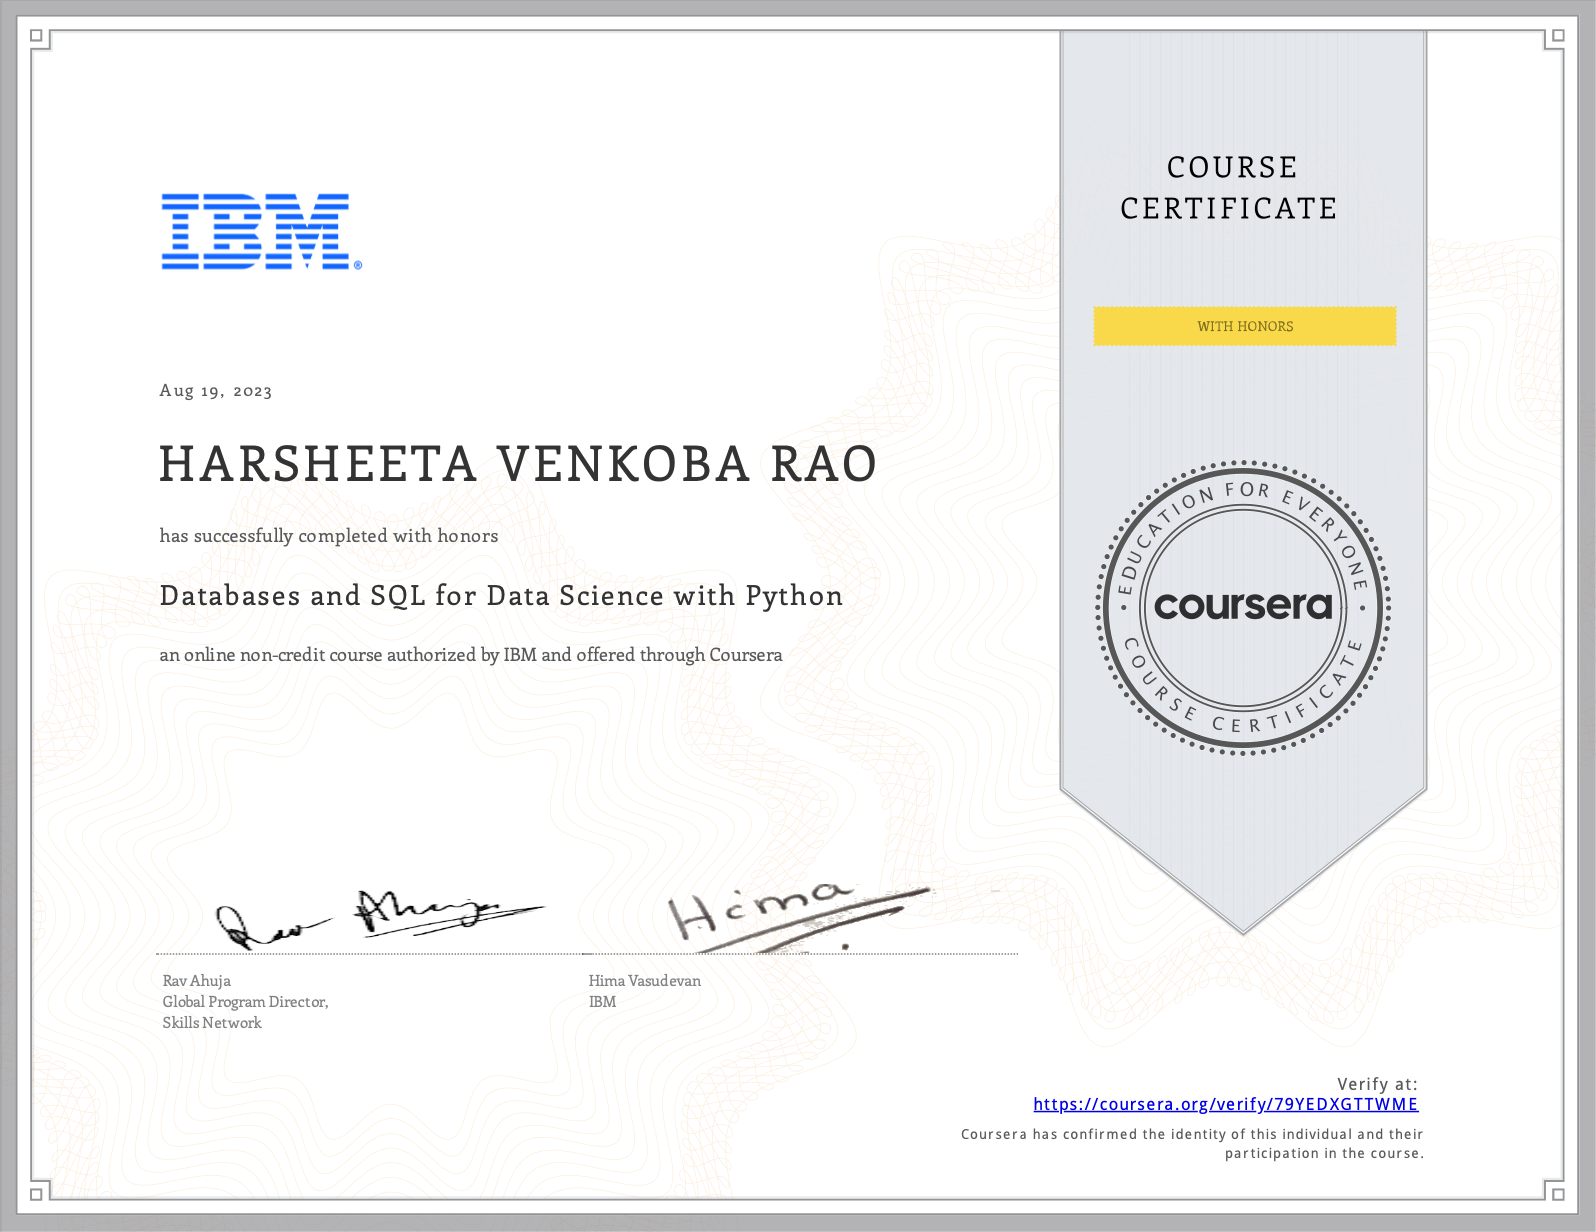 IBM®
COURSE
CERTIFICATE
WITH HONORS
Aug 19, 2023
HARSHEETA VENKOBA RAO
has successfully completed with honors
Databases and SQL for Data Science with Python
an online non-credit course authorized by IBM and offered through Coursera
EDUCATION FOR EVERYONE
coursera
COURSE CERTIFICATE
Rav Ahuja
Hima
Rav Ahuja
Global Program Director,
Skills Network
Hima Vasudevan
IBM
Verify at:
https://coursera.org/verify/79YEDXGTTWME
Coursera has confirmed the identity of this individual and their
participation in the course.